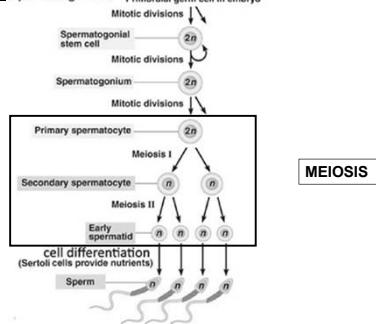 Primordial germ cell in embryo
Mitotic divisions
Spermatogonial
stem cell
2n
Mitotic divisions
Spermatogonium
2n
Mitotic divisions
Primary spermatocyte
2n
Meiosis I
MEIOSIS
Secondary spermatocyte
n
n
Meiosis II
Early
spermatid
n
n
n
n
cell differentiation
(Sertoli cells provide nutrients)
Sperm
n
n
n
n